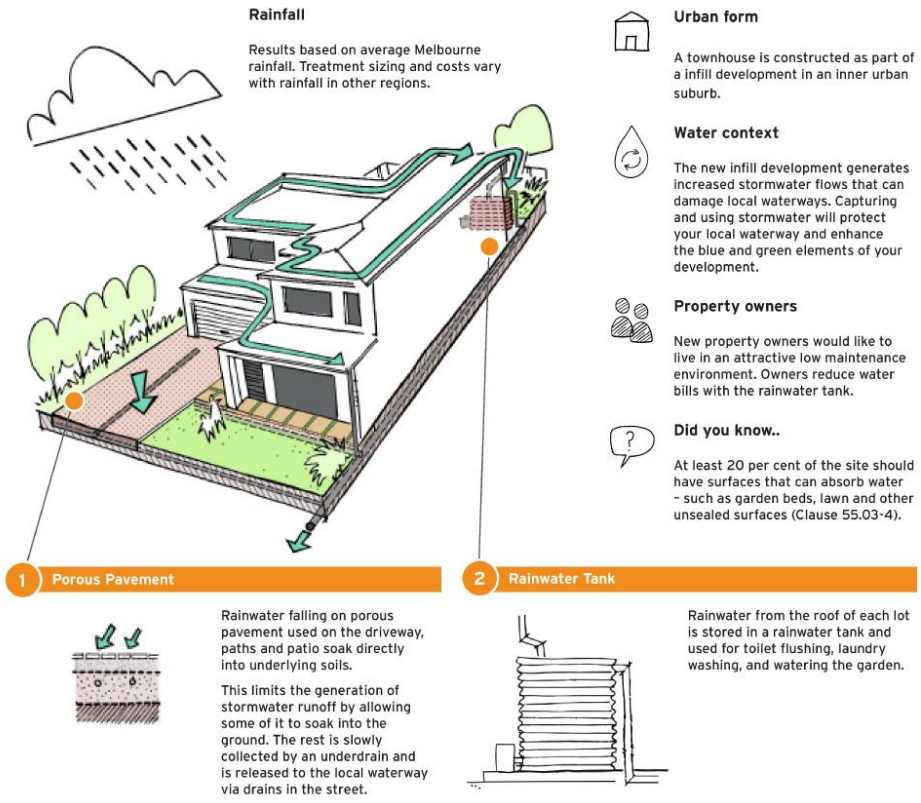 Rainfall
Results based on average Melbourne
rainfall. Treatment sizing and costs vary
with rainfall in other regions.
Urban form
A townhouse is constructed as part of
a infill development in an inner urban
suburb.
Water context
The new infill development generates
increased stormwater flows that can
damage local waterways. Capturing
and using stormwater will protect
your local waterway and enhance
the blue and green elements of your
development.
Property owners
New property owners would like to
live in an attractive low maintenance
environment. Owners reduce water
bills with the rainwater tank.
?
Did you know..
At least 20 per cent of the site should
have surfaces that can absorb water
– such as garden beds, lawn and other
unsealed surfaces (Clause 55.03-4).
1 Porous Pavement
Rainwater falling on porous
pavement used on the driveway,
paths and patio soak directly
into underlying soils.
This limits the generation of
stormwater runoff by allowing
some of it to soak into the
ground. The rest is slowly
collected by an underdrain and
is released to the local waterway
via drains in the street.
2 Rainwater Tank
Rainwater from the roof of each lot
is stored in a rainwater tank and
used for toilet flushing, laundry
washing, and watering the garden.